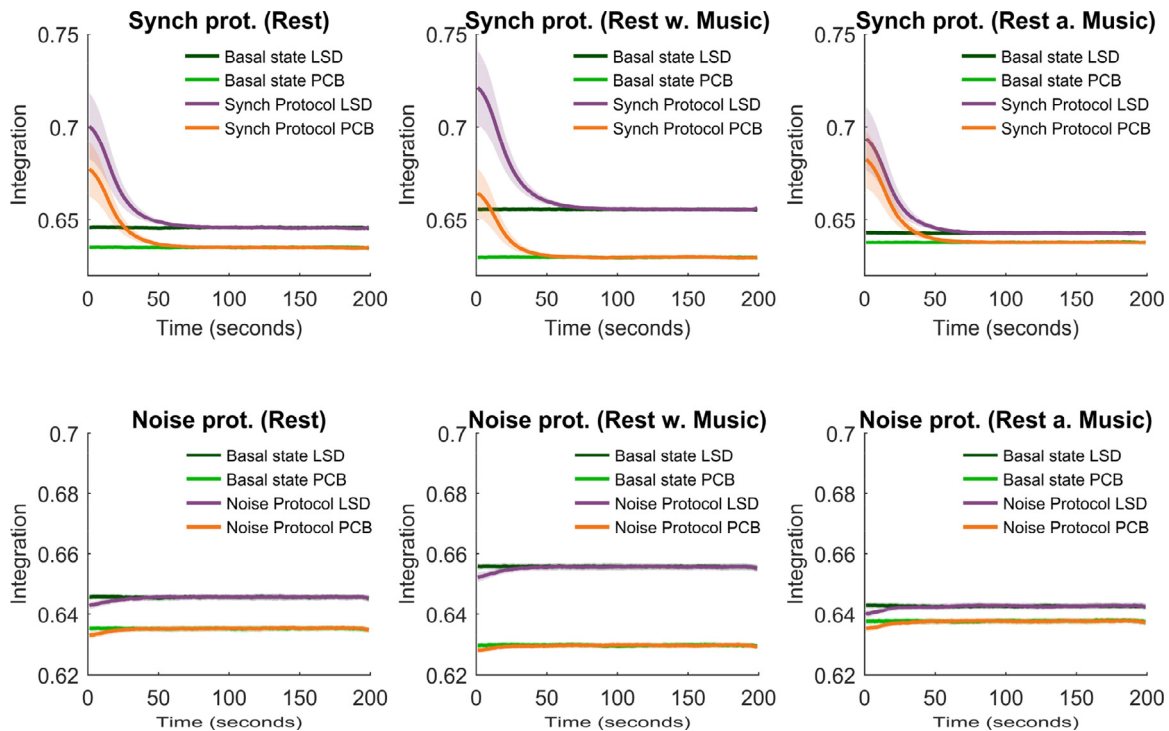 Synch prot. (Rest)
0.75
Basal state LSD
Basal state PCB
Synch Protocol LSD
Synch Protocol PCB
0.7
0.65
Integration
0
50
100
150
200
Time (seconds)
Synch prot. (Rest w. Music)
0.75
Basal state LSD
Basal state PCB
Synch Protocol LSD
Synch Protocol PCB
0.7
0.65
Integration
0
50
100
150
200
Time (seconds)
Synch prot. (Rest a. Music)
0.75
Basal state LSD
Basal state PCB
Synch Protocol LSD
Synch Protocol PCB
0.7
0.65
Integration
0
50
100
150
200
Time (seconds)
Noise prot. (Rest)
0.7
Basal state LSD
Basal state PCB
Noise Protocol LSD
Noise Protocol PCB
0.68
0.66
0.64
0.62
Integration
0
50
100
150
200
Time (seconds)
Noise prot. (Rest w. Music)
0.7
Basal state LSD
Basal state PCB
Noise Protocol LSD
Noise Protocol PCB
0.68
0.66
0.64
0.62
Integration
0
50
100
150
200
Time (seconds)
Noise prot. (Rest a. Music)
0.7
Basal state LSD
Basal state PCB
Noise Protocol LSD
Noise Protocol PCB
0.68
0.66
0.64
0.62
Integration
0
50
100
150
200
Time (seconds)